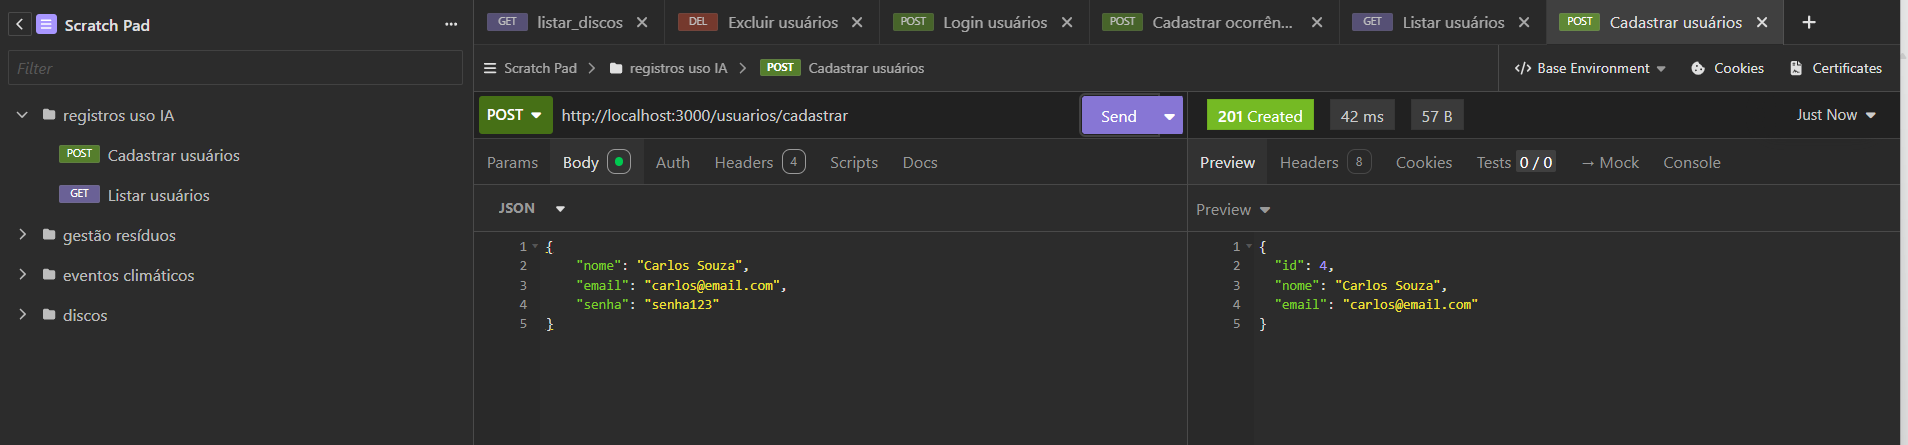 Scratch Pad
Filter
registros uso IA
POST Cadastrar usuários
GET Listar usuários
gestão resíduos
eventos climáticos
discos
GET listar_discos
DEL Excluir usuários
POST Login usuários
POST Cadastrar ocorrên...
GET Listar usuários
POST Cadastrar usuários
Scratch Pad registros uso IA POST Cadastrar usuários
</> Base Environment Cookies Certificates
POST http://localhost:3000/usuarios/cadastrar Send
201 Created 42 ms 57 B Just Now
Params Body Auth Headers 4 Scripts Docs
Preview Headers 8 Cookies Tests 0 / 0 → Mock Console
JSON
1 {
2 "nome": "Carlos Souza",
3 "email": "carlos@email.com",
4 "senha": "senha123"
5 }
Preview
1 {
2 "id": 4,
3 "nome": "Carlos Souza",
4 "email": "carlos@email.com"
5 }